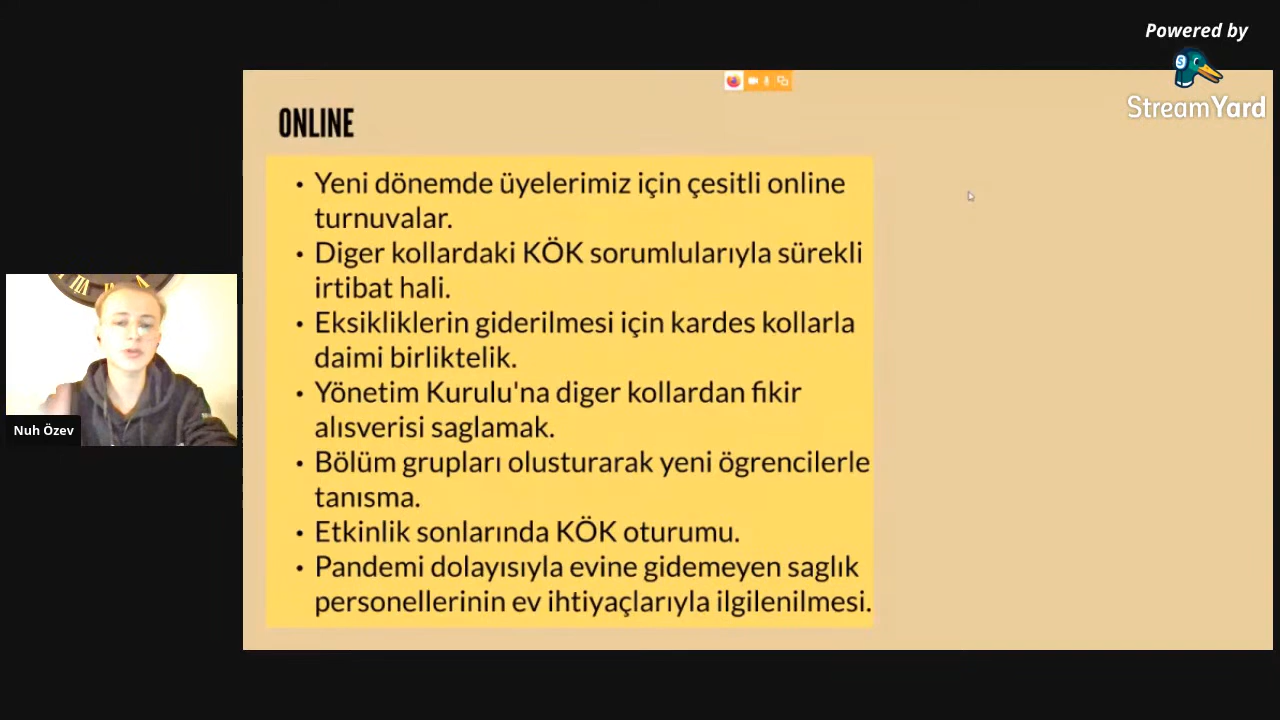 Powered by
StreamYard
ONLINE
• Yeni dönemde üyelerimiz için çesitli online
turnuvalar.
• Diger kollardaki KÖK sorumlularıyla sürekli
irtibat hali.
• Eksikliklerin giderilmesi için kardes kollarla
daimi birliktelik.
• Yönetim Kurulu'na diger kollardan fikir
alısverisi saglamak.
• Bölüm grupları olusturarak yeni ögrencilerle
tanısma.
• Etkinlik sonlarında KÖK oturumu.
• Pandemi dolayısıyla evine gidemeyen saglık
personellerinin ev ihtiyaçlarıyla ilgilenilmesi.
Nuh Özev